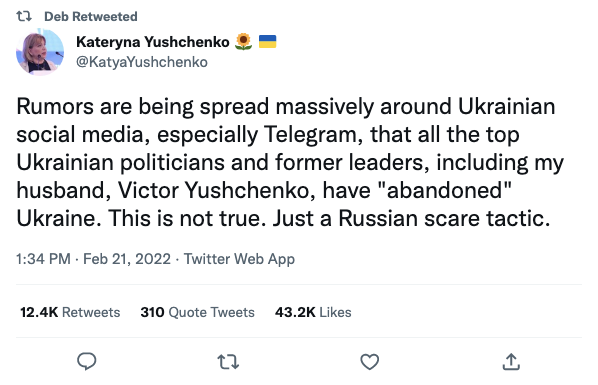 Deb Retweeted
Kateryna Yushchenko 🌻 🇺🇦
@KatyaYushchenko
Rumors are being spread massively around Ukrainian
social media, especially Telegram, that all the top
Ukrainian politicians and former leaders, including my
husband, Victor Yushchenko, have "abandoned"
Ukraine. This is not true. Just a Russian scare tactic.
1:34 PM · Feb 21, 2022 · Twitter Web App
12.4K Retweets 310 Quote Tweets 43.2K Likes